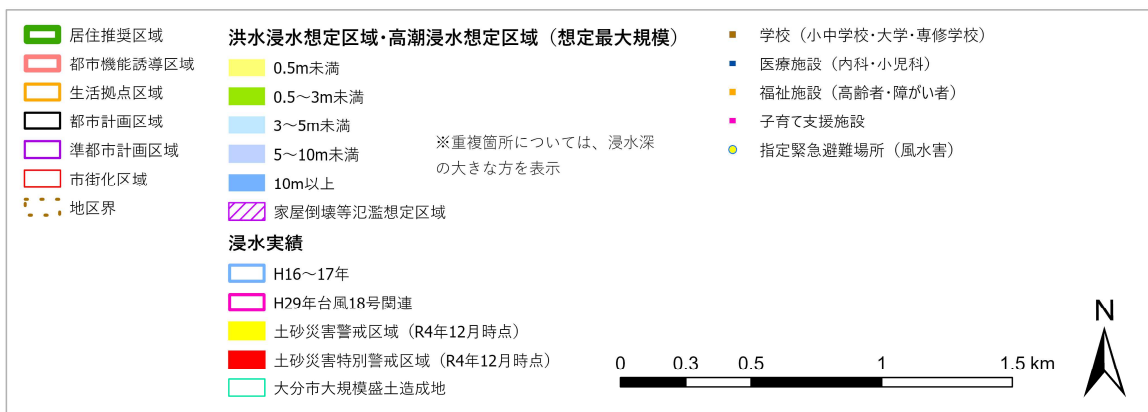 居住推奨区域
都市機能誘導区域
生活拠点区域
都市計画区域
準都市計画区域
市街化区域
地区界
洪水浸水想定区域・高潮浸水想定区域（想定最大規模）
0.5m未満
0.5～3m未満
3～5m未満
5～10m未満
10m以上
家屋倒壊等氾濫想定区域
※重複箇所については、浸水深
の大きな方を表示
浸水実績
H16～17年
H29年台風18号関連
土砂災害警戒区域（R4年12月時点）
土砂災害特別警戒区域（R4年12月時点）
大分市大規模盛土造成地
学校（小中学校・大学・専修学校）
医療施設（内科・小児科）
福祉施設（高齢者・障がい者）
子育て支援施設
指定緊急避難場所（風水害）
0 0.3 0.5 1 1.5 km
N